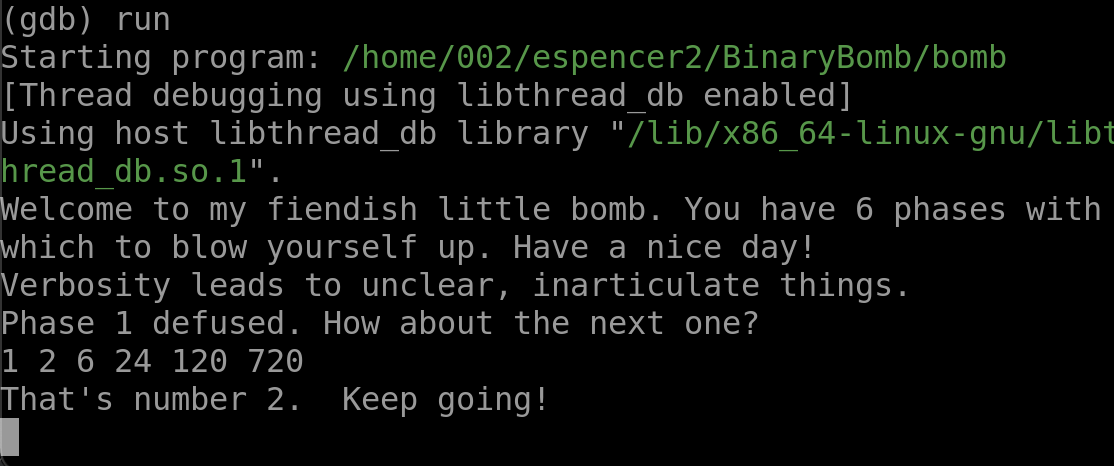 (gdb) run
Starting program: /home/002/espencer2/BinaryBomb/bomb
[Thread debugging using libthread_db enabled]
Using host libthread_db library "/lib/x86_64-linux-gnu/libt
hread_db.so.1".
Welcome to my fiendish little bomb. You have 6 phases with
which to blow yourself up. Have a nice day!
Verbosity leads to unclear, inarticulate things.
Phase 1 defused. How about the next one?
1 2 6 24 120 720
That's number 2.  Keep going!